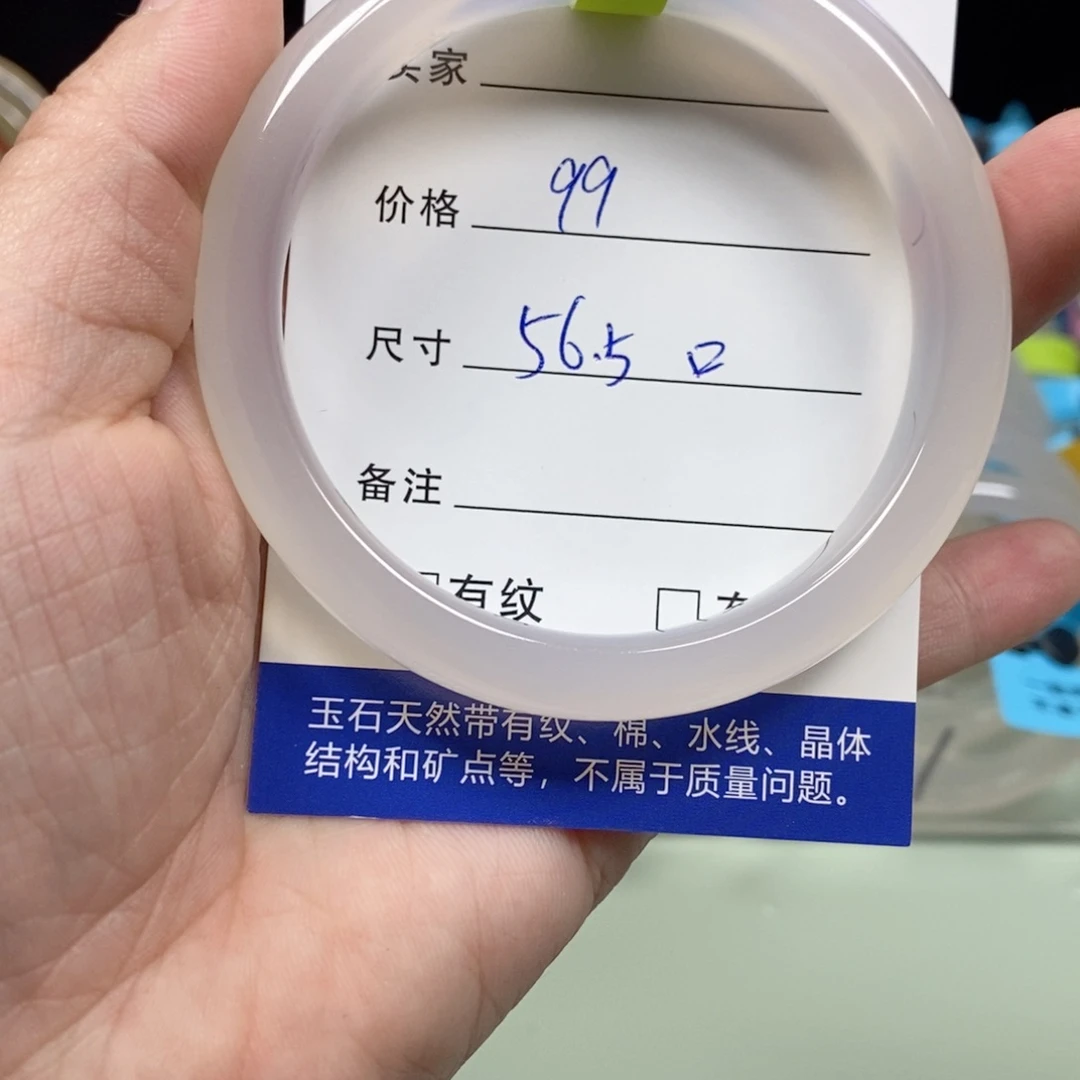 家
价格 99
尺寸 56.5 口
备注
有纹
玉石天然带有纹、棉、水线、晶体
结构和矿点等，不属于质量问题。